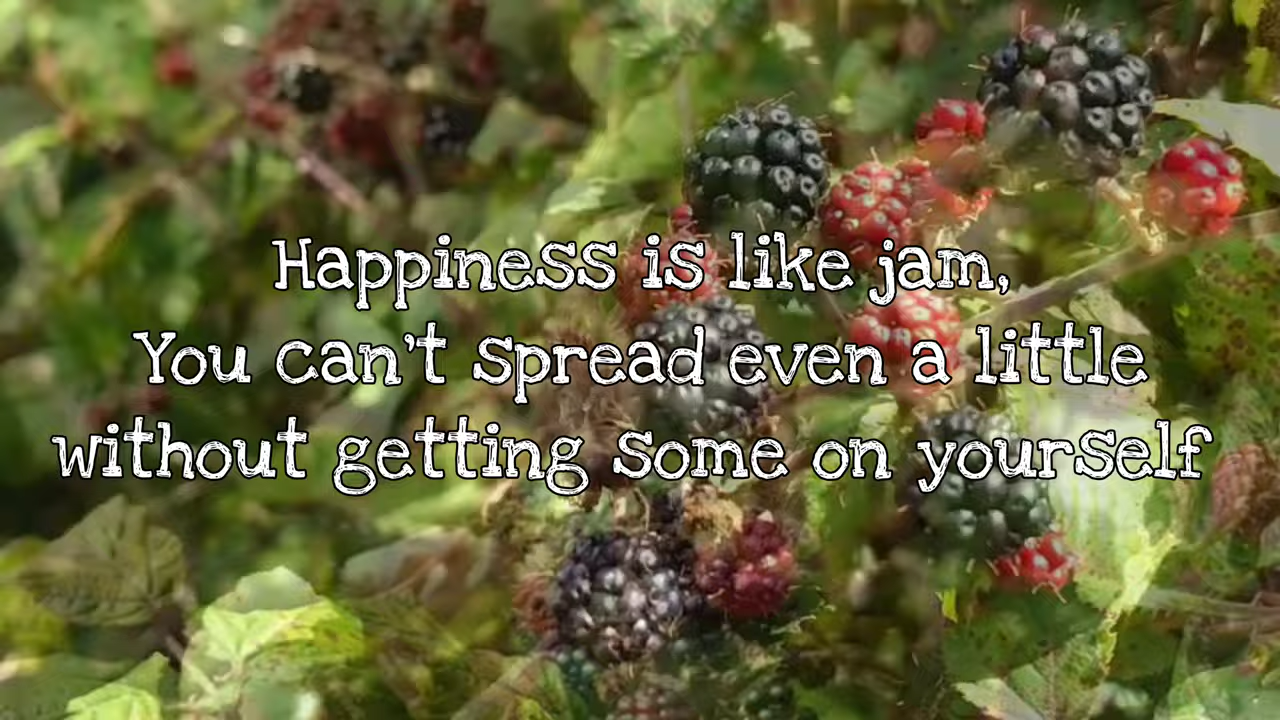 Happiness is like jam,
You can't spread even a little
without getting some on yourself